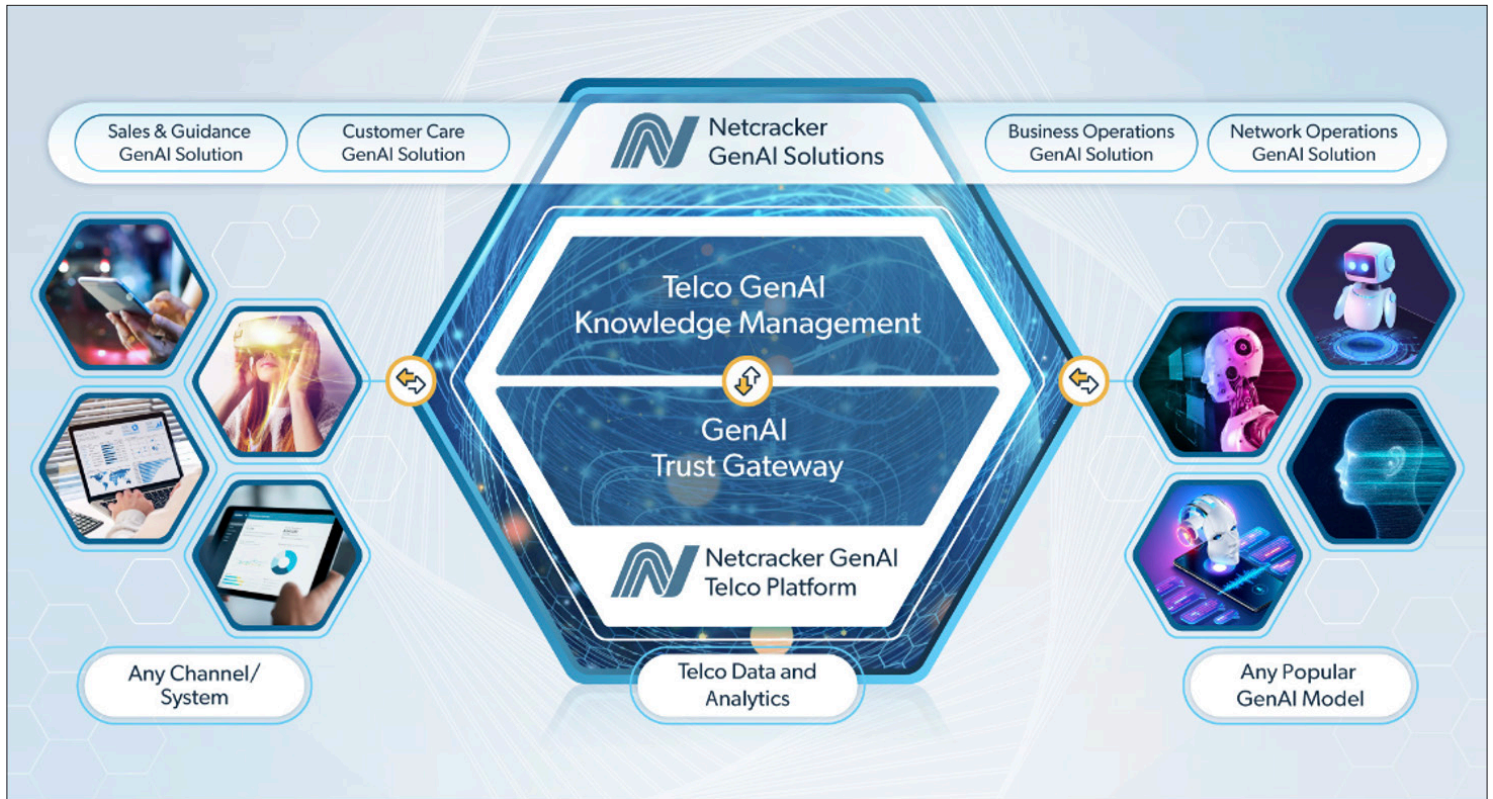 Sales & Guidance
GenAI Solution
Customer Care
GenAI Solution
Netcracker
GenAI Solutions
Business Operations
GenAI Solution
Network Operations
GenAI Solution
Telco GenAI
Knowledge Management
GenAI
Trust Gateway
Netcracker GenAI
Telco Platform
Any Channel/
System
Telco Data and
Analytics
Any Popular
GenAI Model